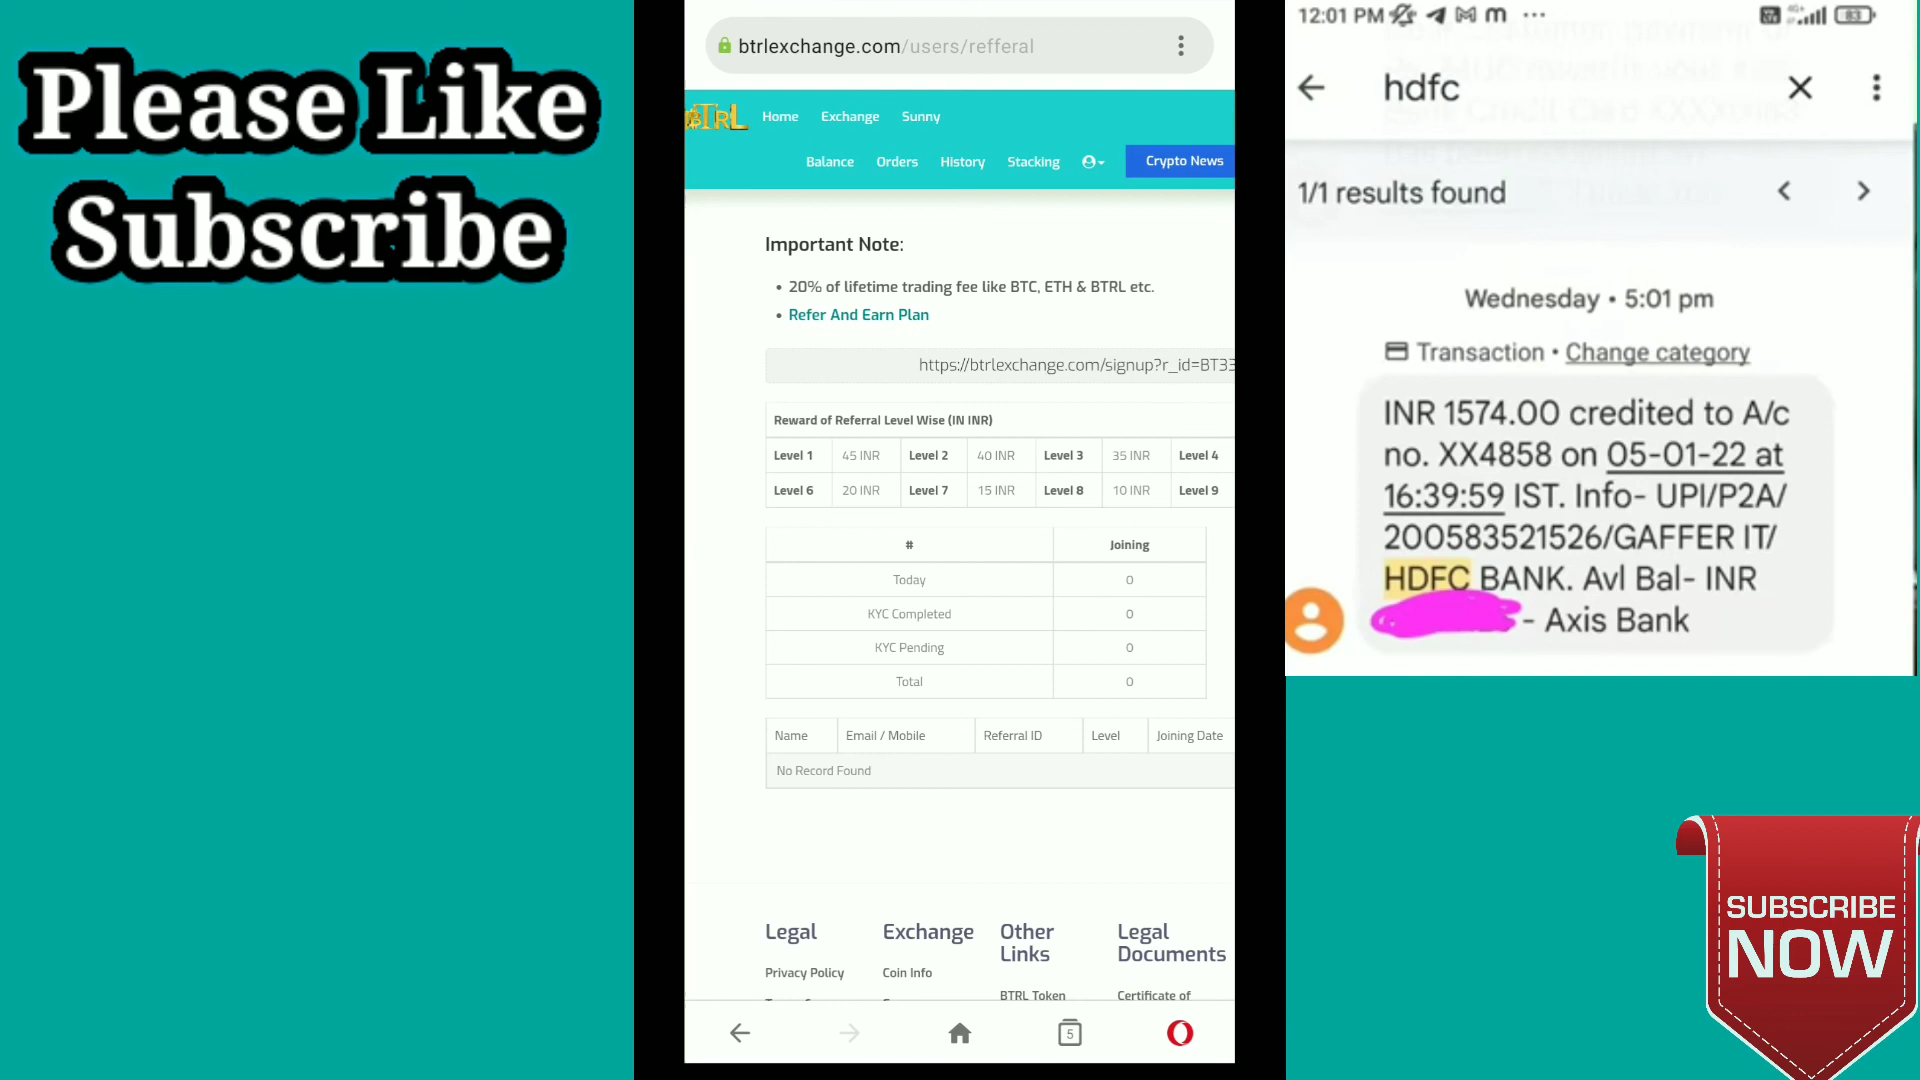 Please Like
Subscribe
btrlexchange.com/users/refferal
BTRL
Home Exchange Sunny
Balance Orders History Stacking Crypto News
Important Note:
• 20% of lifetime trading fee like BTC, ETH & BTRL etc.
• Refer And Earn Plan
https://btrlexchange.com/signup?r_id=BT33
Reward of Referral Level Wise (IN INR)
Level 1 45 INR Level 2 40 INR Level 3 35 INR Level 4
Level 6 20 INR Level 7 15 INR Level 8 10 INR Level 9
# Joining
Today 0
KYC Completed 0
KYC Pending 0
Total 0
Name Email / Mobile Referral ID Level Joining Date
No Record Found
Legal Exchange Other Links Legal Documents
Privacy Policy Coin Info
BTRL Token Certificate of
5
12:01 PM 83
hdfc
1/1 results found
Wednesday • 5:01 pm
Transaction • Change category
INR 1574.00 credited to A/c
no. XX4858 on 05-01-22 at
16:39:59 IST. Info- UPI/P2A/
200583521526/GAFFER IT/
HDFC BANK. Avl Bal- INR
- Axis Bank
SUBSCRIBE
NOW